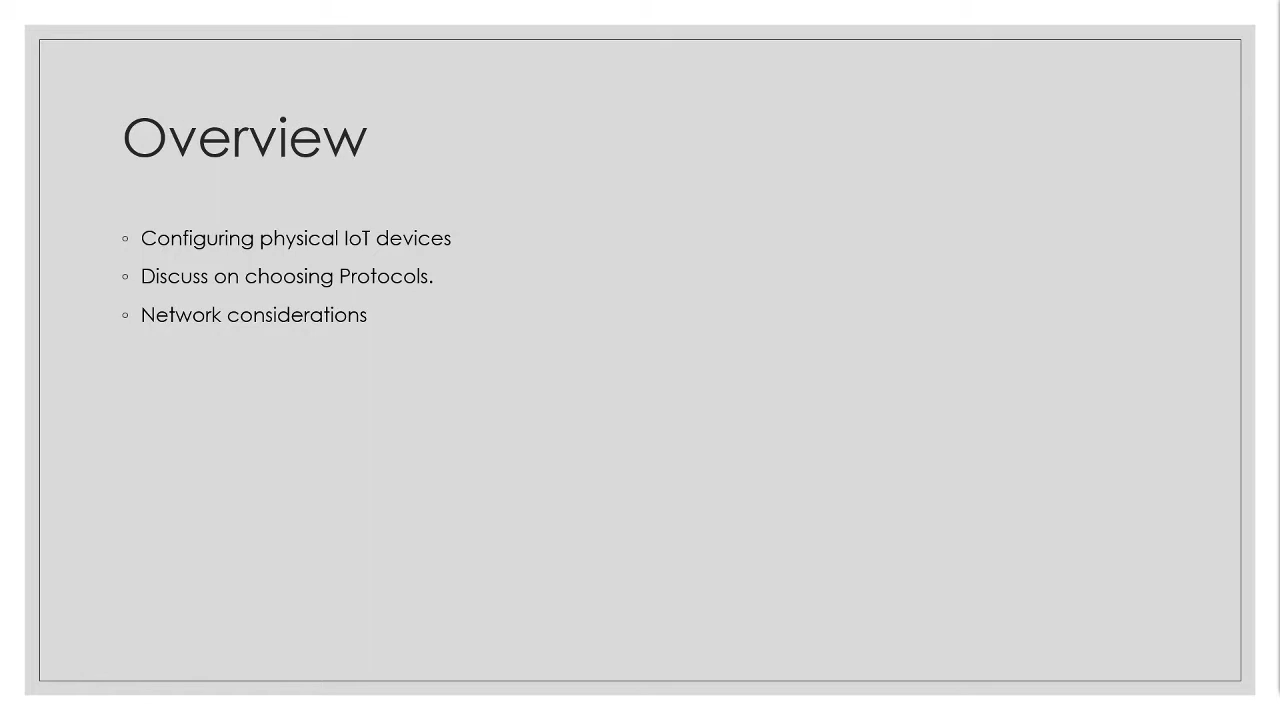 Overview
◦ Configuring physical IoT devices
◦ Discuss on choosing Protocols.
◦ Network considerations